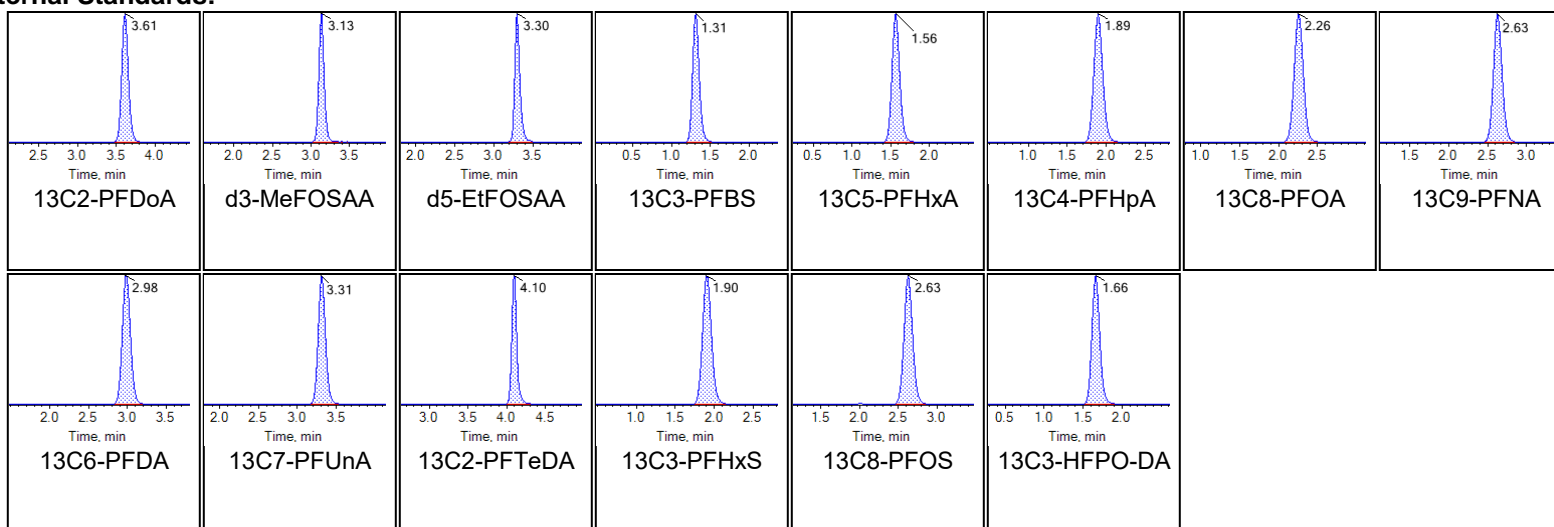 ternal Standards:
3.61 3.13 3.30 1.31 1.56 1.89 2.26 2.63
2.5 3.0 3.5 4.0 2.0 2.5 3.0 3.5 2.0 2.5 3.0 3.5 0.5 1.0 1.5 2.0 0.5 1.0 1.5 2.0 1.0 1.5 2.0 2.5 1.0 1.5 2.0 2.5 1.5 2.0 2.5 3.0
Time, min Time, min Time, min Time, min Time, min Time, min Time, min Time, min
13C2-PFDoA d3-MeFOSAA d5-EtFOSAA 13C3-PFBS 13C5-PFHxA 13C4-PFHpA 13C8-PFOA 13C9-PFNA
2.98 3.31 4.10 1.90 2.63 1.66
2.0 2.5 3.0 3.5 2.0 2.5 3.0 3.5 3.0 3.5 4.0 4.5 1.0 1.5 2.0 2.5 1.5 2.0 2.5 3.0 0.5 1.0 1.5 2.0
Time, min Time, min Time, min Time, min Time, min Time, min
13C6-PFDA 13C7-PFUnA 13C2-PFTeDA 13C3-PFHxS 13C8-PFOS 13C3-HFPO-DA